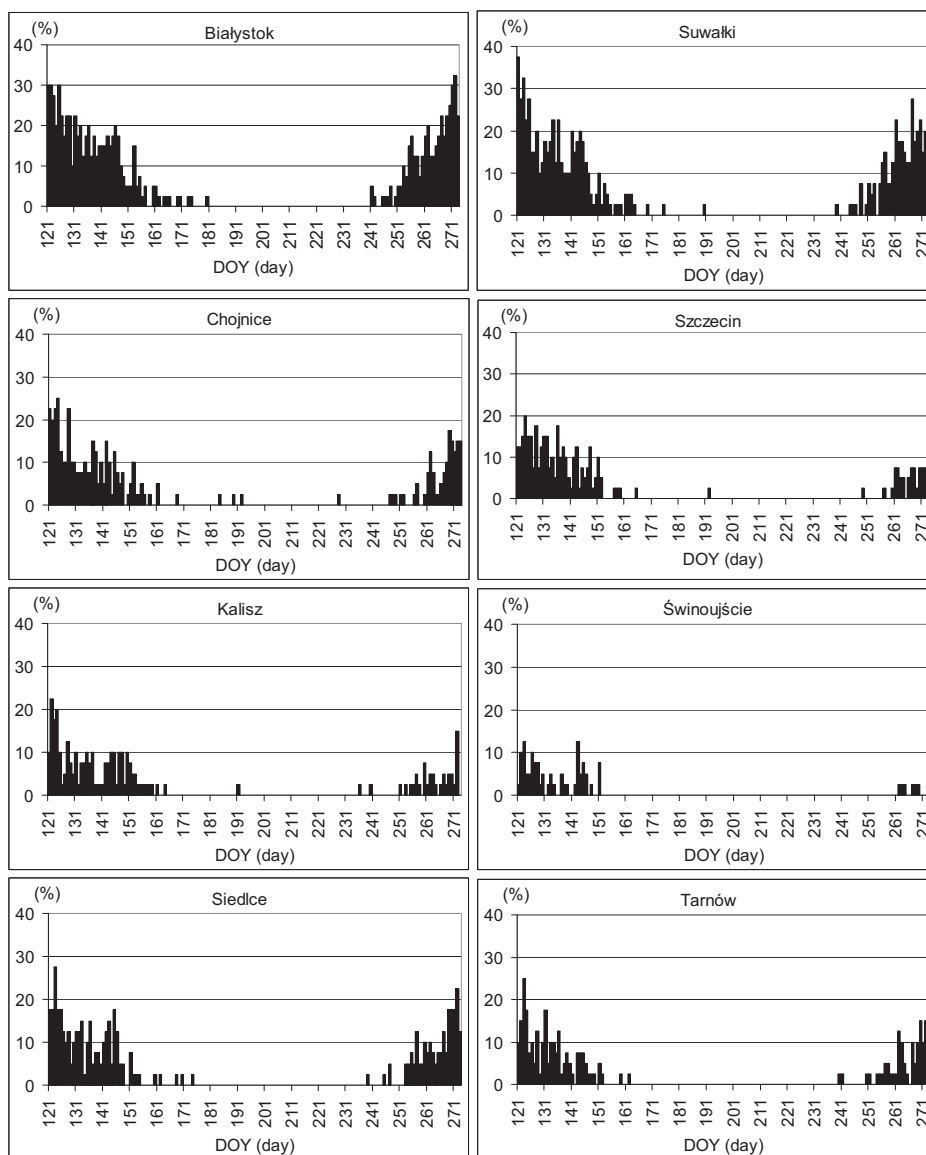 (%) Białystok
40
30
20
10
0
121 131 141 151 161 171 181 191 201 211 221 231 241 251 261 271
DOY (day)
(%) Suwałki
40
30
20
10
0
121 131 141 151 161 171 181 191 201 211 221 231 241 251 261 271
DOY (day)
(%) Chojnice
40
30
20
10
0
121 131 141 151 161 171 181 191 201 211 221 231 241 251 261 271
DOY (day)
(%) Szczecin
40
30
20
10
0
121 131 141 151 161 171 181 191 201 211 221 231 241 251 261 271
DOY (day)
(%) Kalisz
40
30
20
10
0
121 131 141 151 161 171 181 191 201 211 221 231 241 251 261 271
DOY (day)
(%) Świnoujście
40
30
20
10
0
121 131 141 151 161 171 181 191 201 211 221 231 241 251 261 271
DOY (day)
(%) Siedlce
40
30
20
10
0
121 131 141 151 161 171 181 191 201 211 221 231 241 251 261 271
DOY (day)
(%) Tarnów
40
30
20
10
0
121 131 141 151 161 171 181 191 201 211 221 231 241 251 261 271
DOY (day)